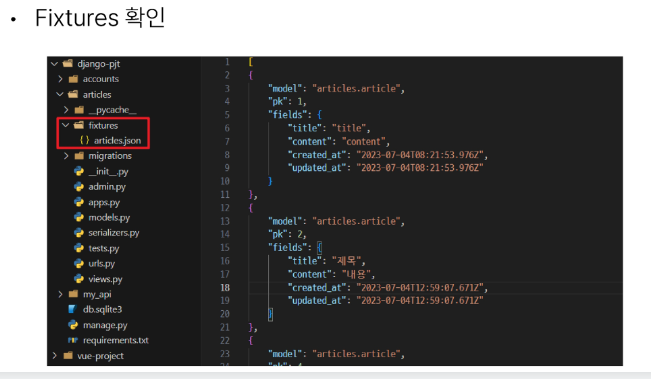 • Fixtures 확인
django-pjt
accounts
articles
__pycache__
fixtures
{ } articles.json
migrations
__init__.py
admin.py
apps.py
models.py
serializers.py
tests.py
urls.py
views.py
my_api
db.sqlite3
manage.py
requirements.txt
vue-project
1 [
2 {
3 "model": "articles.article",
4 "pk": 1,
5 "fields": {
6 "title": "title",
7 "content": "content",
8 "created_at": "2023-07-04T08:21:53.976Z",
9 "updated_at": "2023-07-04T08:21:53.976Z"
10 }
11 },
12 {
13 "model": "articles.article",
14 "pk": 2,
15 "fields": {
16 "title": "제목",
17 "content": "내용",
18 "created_at": "2023-07-04T12:59:07.671Z",
19 "updated_at": "2023-07-04T12:59:07.671Z"
20 }
21 },
22 {
23 "model": "articles.article",